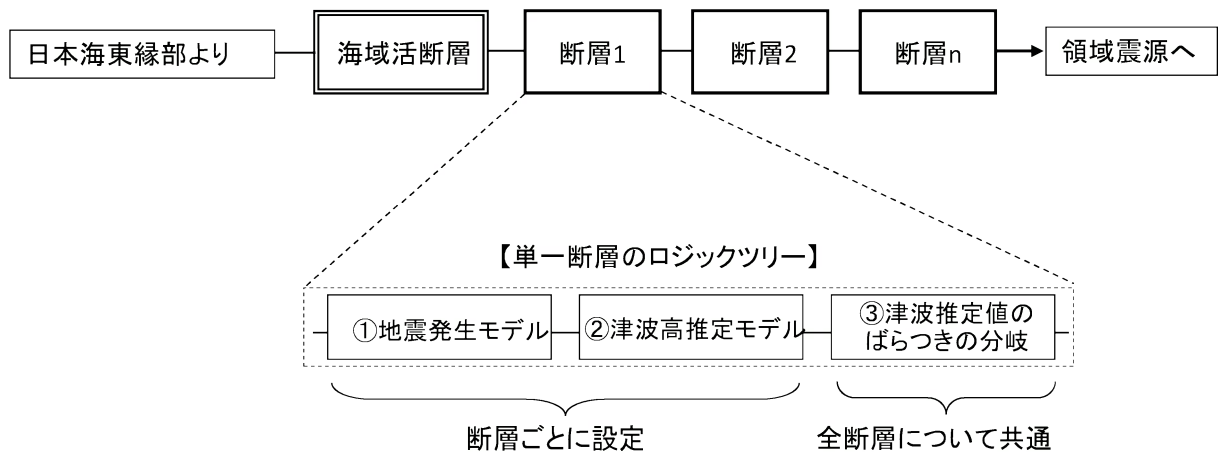 日本海東縁部より
海域活断層
断層1
断層2
断層n
領域震源へ
【単一断層のロジックツリー】
①地震発生モデル
②津波高推定モデル
③津波推定値の
ばらつきの分岐
断層ごとに設定
全断層について共通